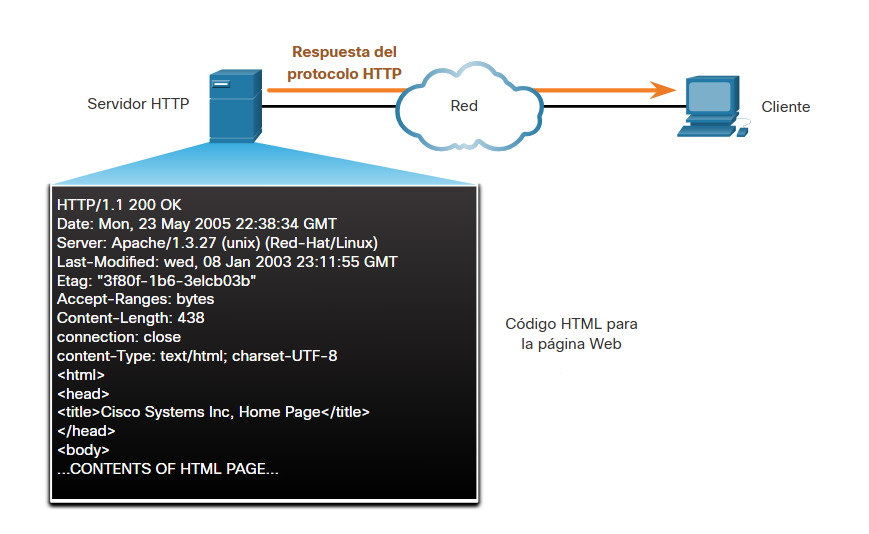 Respuesta del
protocolo HTTP
Servidor HTTP
Red
Cliente
HTTP/1.1 200 OK
Date: Mon, 23 May 2005 22:38:34 GMT
Server: Apache/1.3.27 (unix) (Red-Hat/Linux)
Last-Modified: wed, 08 Jan 2003 23:11:55 GMT
Etag: "3f80f-1b6-3elcb03b"
Accept-Ranges: bytes
Content-Length: 438
connection: close
content-Type: text/html; charset-UTF-8
<html>
<head>
<title>Cisco Systems Inc, Home Page</title>
</head>
<body>
...CONTENTS OF HTML PAGE...
Código HTML para
la página Web